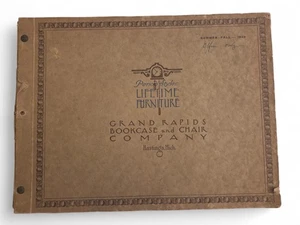 LIFETIME
FURNITURE
GRAND RAPIDS
BOOKCASE and CHAIR
COMPANY
Hastings, Mich.